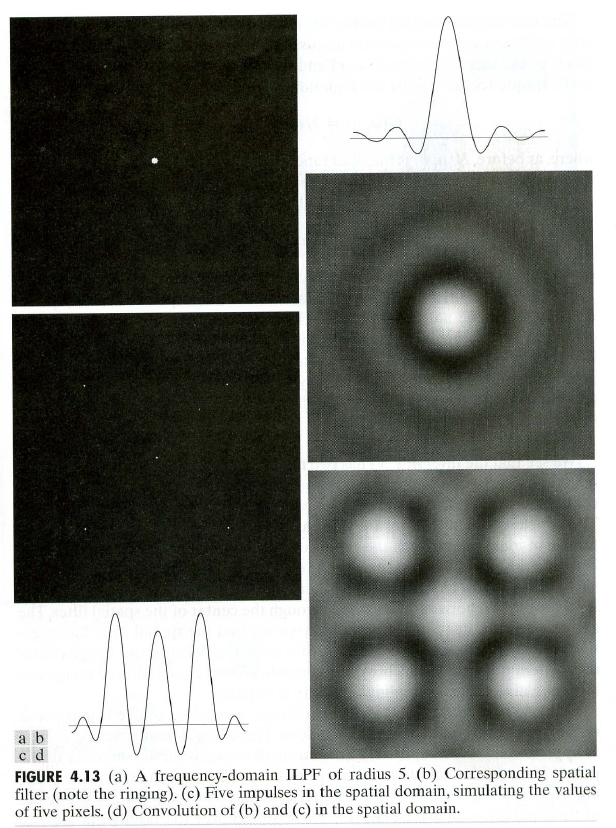 a b
c d
FIGURE 4.13 (a) A frequency-domain ILPF of radius 5. (b) Corresponding spatial
filter (note the ringing). (c) Five impulses in the spatial domain, simulating the values
of five pixels. (d) Convolution of (b) and (c) in the spatial domain.